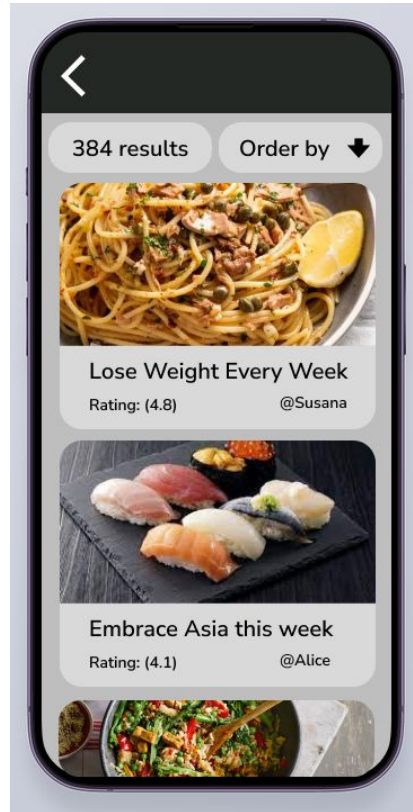 384 results
Order by
Lose Weight Every Week
Rating: (4.8)
@Susana
Embrace Asia this week
Rating: (4.1)
@Alice